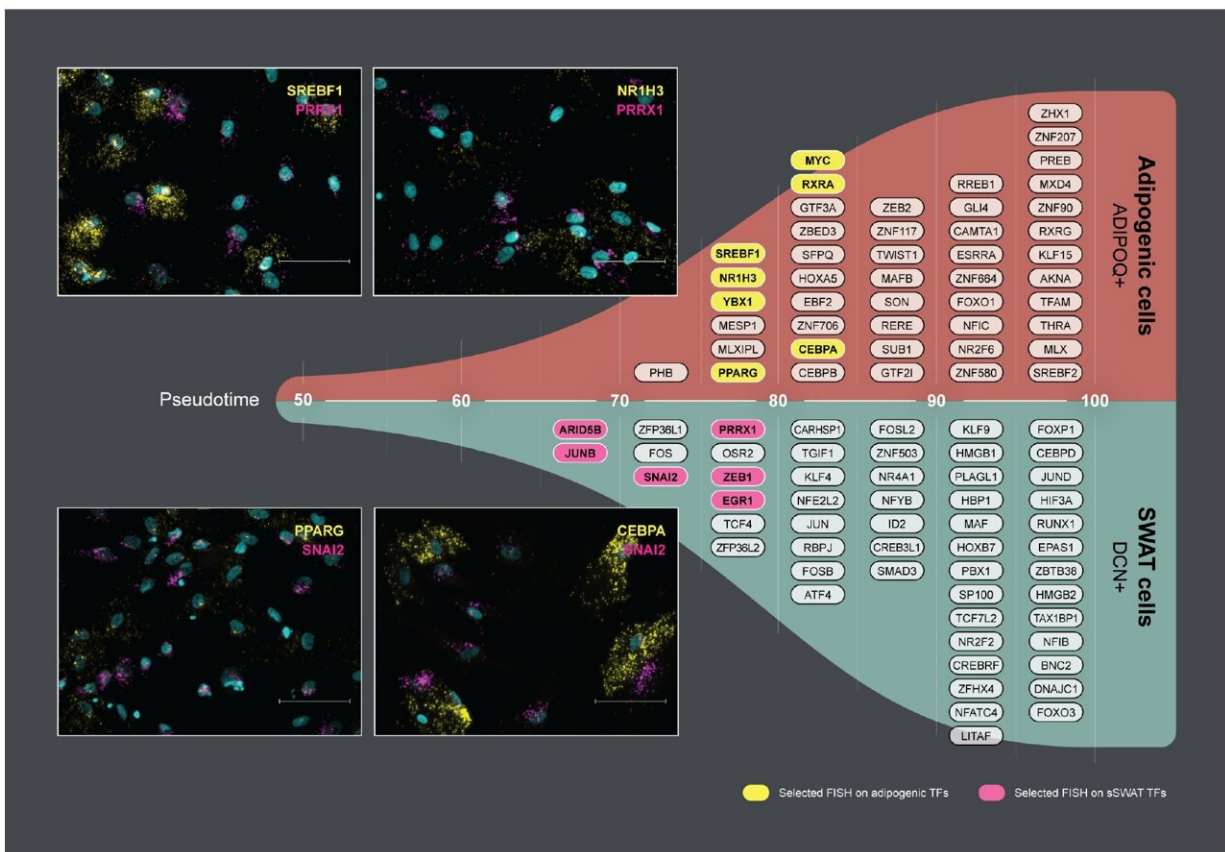 SREBF1
PRRX1
NR1H3
PRRX1
PPARG
SNAI2
CEBPA
SNAI2
Pseudotime
50
60
70
80
90
100
PHB
SREBF1
NR1H3
YBX1
MESP1
MLXIPL
PPARG
MYC
RXRA
GTF3A
ZBED3
SFPQ
HOXA5
EBF2
ZNF706
CEBPA
CEBPB
ZEB2
ZNF117
TWIST1
MAFB
SON
RERE
SUB1
GTF2I
RREB1
GLI4
CAMTA1
ESRRA
ZNF664
FOXO1
NFIC
NR2F6
ZNF580
ZHX1
ZNF207
PREB
MXD4
ZNF90
RXRG
KLF15
AKNA
TFAM
THRA
MLX
SREBF2
Adipogenic cells
ADIPOQ+
ARID5B
JUNB
ZFP36L1
FOS
SNAI2
PRRX1
OSR2
ZEB1
EGR1
TCF4
ZFP36L2
CARHSP1
TGIF1
KLF4
NFE2L2
JUN
RBPJ
FOSB
ATF4
FOSL2
ZNF503
NR4A1
NFYB
ID2
CREB3L1
SMAD3
KLF9
HMGB1
PLAGL1
HBP1
MAF
HOXB7
PBX1
SP100
TCF7L2
NR2F2
CREBRF
ZFHX4
NFATC4
LITAF
FOXP1
CEBPD
JUND
HIF3A
RUNX1
EPAS1
ZBTB38
HMGB2
TAX1BP1
NFIB
BNC2
DNAJC1
FOXO3
SWAT cells
DCN+
Selected FISH on adipogenic TFs
Selected FISH on sSWAT TFs